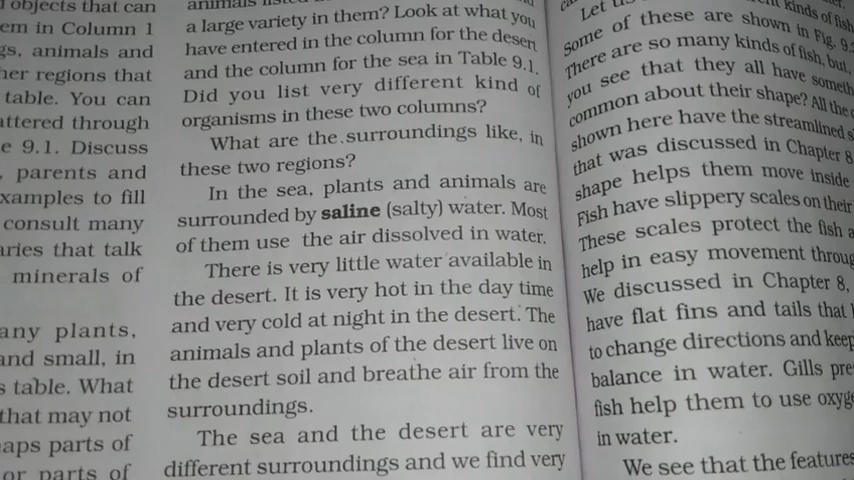 objects that can
em in Column 1
gs, animals and
her regions that
table. You can
attered through
e 9.1. Discuss
, parents and
xamples to fill
consult many
aries that talk
minerals of
any plants,
and small, in
s table. What
that may not
aps parts of
or parts of
animals
a large variety in them? Look at what you
have entered in the column for the desert
and the column for the sea in Table 9.1.
Did you list very different kind of
organisms in these two columns?
What are the surroundings like, in
these two regions?
In the sea, plants and animals are
surrounded by saline (salty) water. Most
of them use the air dissolved in water.
There is very little water available in
the desert. It is very hot in the day time
and very cold at night in the desert. The
animals and plants of the desert live on
the desert soil and breathe air from the
surroundings.
The sea and the desert are very
different surroundings and we find very
Let kinds of fish
Some of these are shown in Fig. 9.
There are so many kinds of fish, but,
you see that they all have someth
common about their shape? All the
shown here have the streamlined s
that was discussed in Chapter 8
shape helps them move inside
Fish have slippery scales on their
These scales protect the fish a
help in easy movement throug
We discussed in Chapter 8,
have flat fins and tails that
to change directions and keep
balance in water. Gills pre
fish help them to use oxyge
in water.
We see that the features